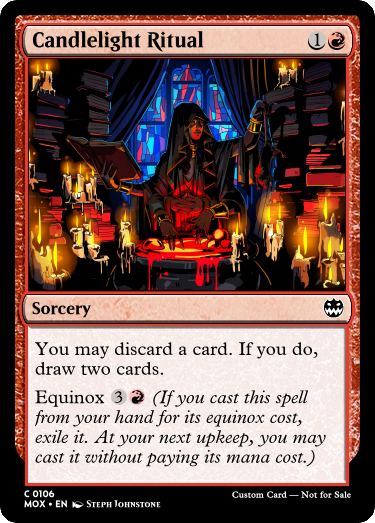 Candlelight Ritual 1
Sorcery
You may discard a card. If you do,
draw two cards.
Equinox 3 (If you cast this spell
from your hand for its equinox cost,
exile it. At your next upkeep, you may
cast it without paying its mana cost.)
C 0106
MOX • EN Steph Johnstone
Custom Card — Not for Sale